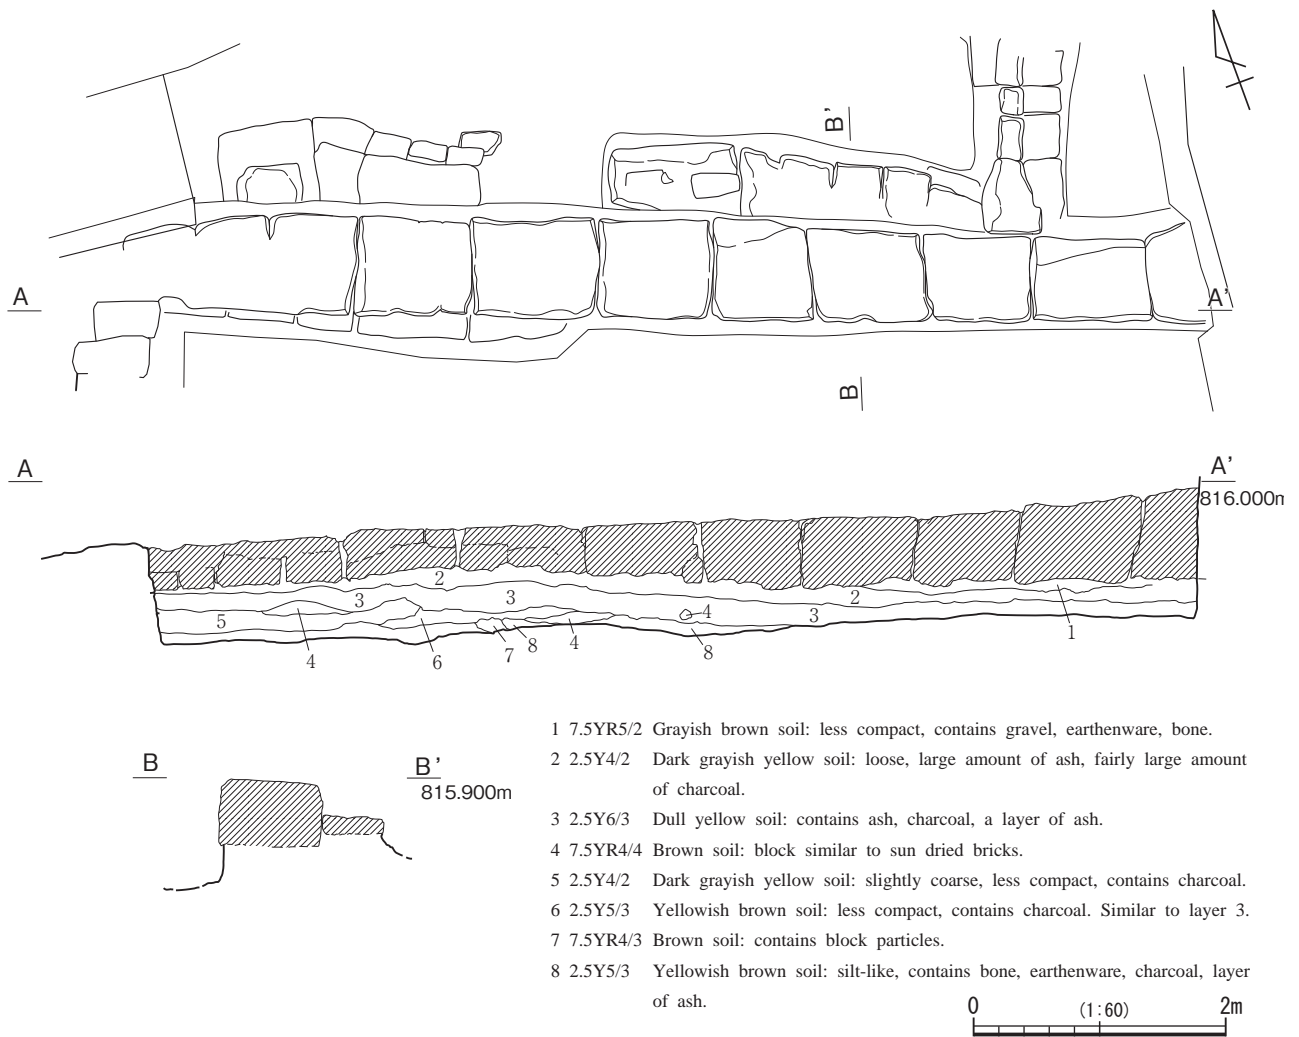 B'
A
A'
B
A
A'
816.000m
2
3
3
2
5
4
3
4
6
7
8
4
8
1
B
B'
815.900m
1 7.5YR5/2 Grayish brown soil: less compact, contains gravel, earthenware, bone.
2 2.5Y4/2 Dark grayish yellow soil: loose, large amount of ash, fairly large amount
of charcoal.
3 2.5Y6/3 Dull yellow soil: contains ash, charcoal, a layer of ash.
4 7.5YR4/4 Brown soil: block similar to sun dried bricks.
5 2.5Y4/2 Dark grayish yellow soil: slightly coarse, less compact, contains charcoal.
6 2.5Y5/3 Yellowish brown soil: less compact, contains charcoal. Similar to layer 3.
7 7.5YR4/3 Brown soil: contains block particles.
8 2.5Y5/3 Yellowish brown soil: silt-like, contains bone, earthenware, charcoal, layer
of ash.
0 (1:60) 2m